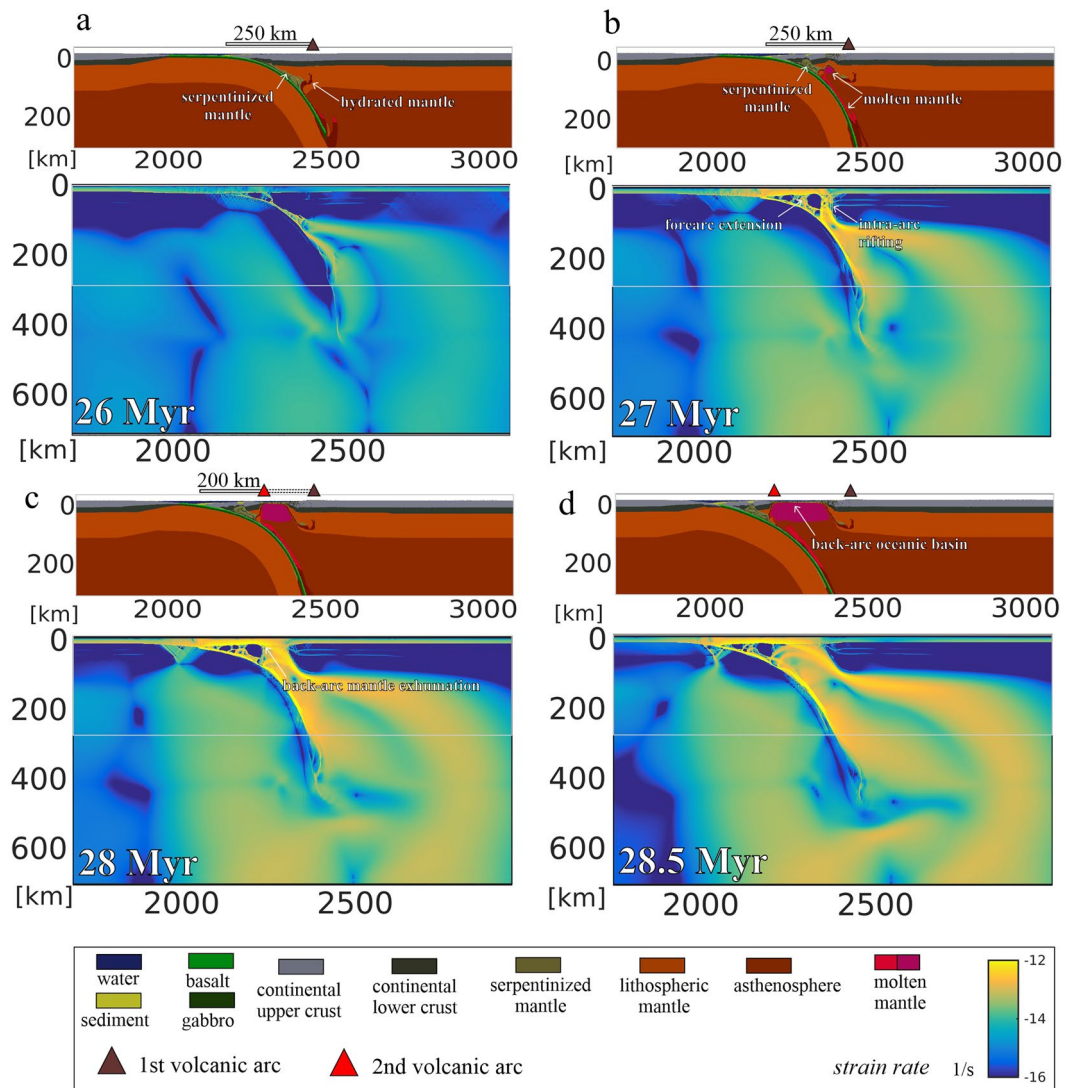 a
250 km
0
serpentinized
mantle
hydrated mantle
200
[km]
2000
2500
3000
0
200
400
600
26 Myr
[km]
2000
2500
b
250 km
0
serpentinized
mantle
molten mantle
200
[km]
2000
2500
3000
0
forearc extension
intra-arc
rifting
200
400
600
27 Myr
[km]
2000
2500
c
200 km
0
200
[km]
2000
2500
3000
0
back-arc mantle exhumation
200
400
600
28 Myr
[km]
2000
2500
d
0
back-arc oceanic basin
200
[km]
2000
2500
3000
0
200
400
600
28.5 Myr
[km]
2000
2500
water
basalt
continental
upper crust
continental
lower crust
serpentinized
mantle
lithospheric
mantle
asthenosphere
molten
mantle
sediment
gabbro
1st volcanic arc
2nd volcanic arc
strain rate
1/s
-12
-14
-16